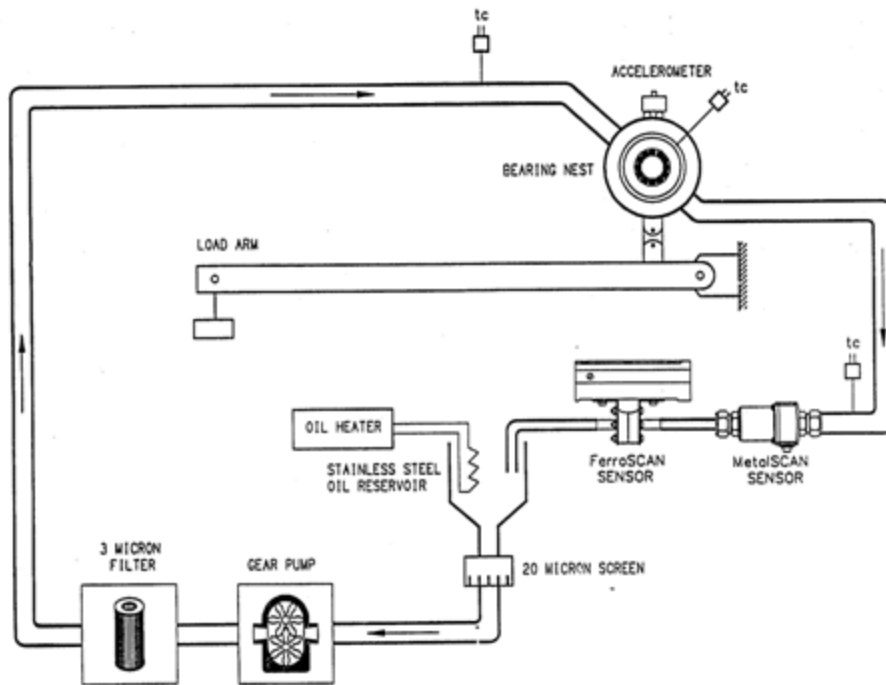 tc
ACCELEROMETER
tc
BEARING NEST
LOAD ARM
tc
OIL HEATER
STAINLESS STEEL
OIL RESERVOIR
FerroSCAN
SENSOR
MetalSCAN
SENSOR
3 MICRON
FILTER
GEAR PUMP
20 MICRON SCREEN